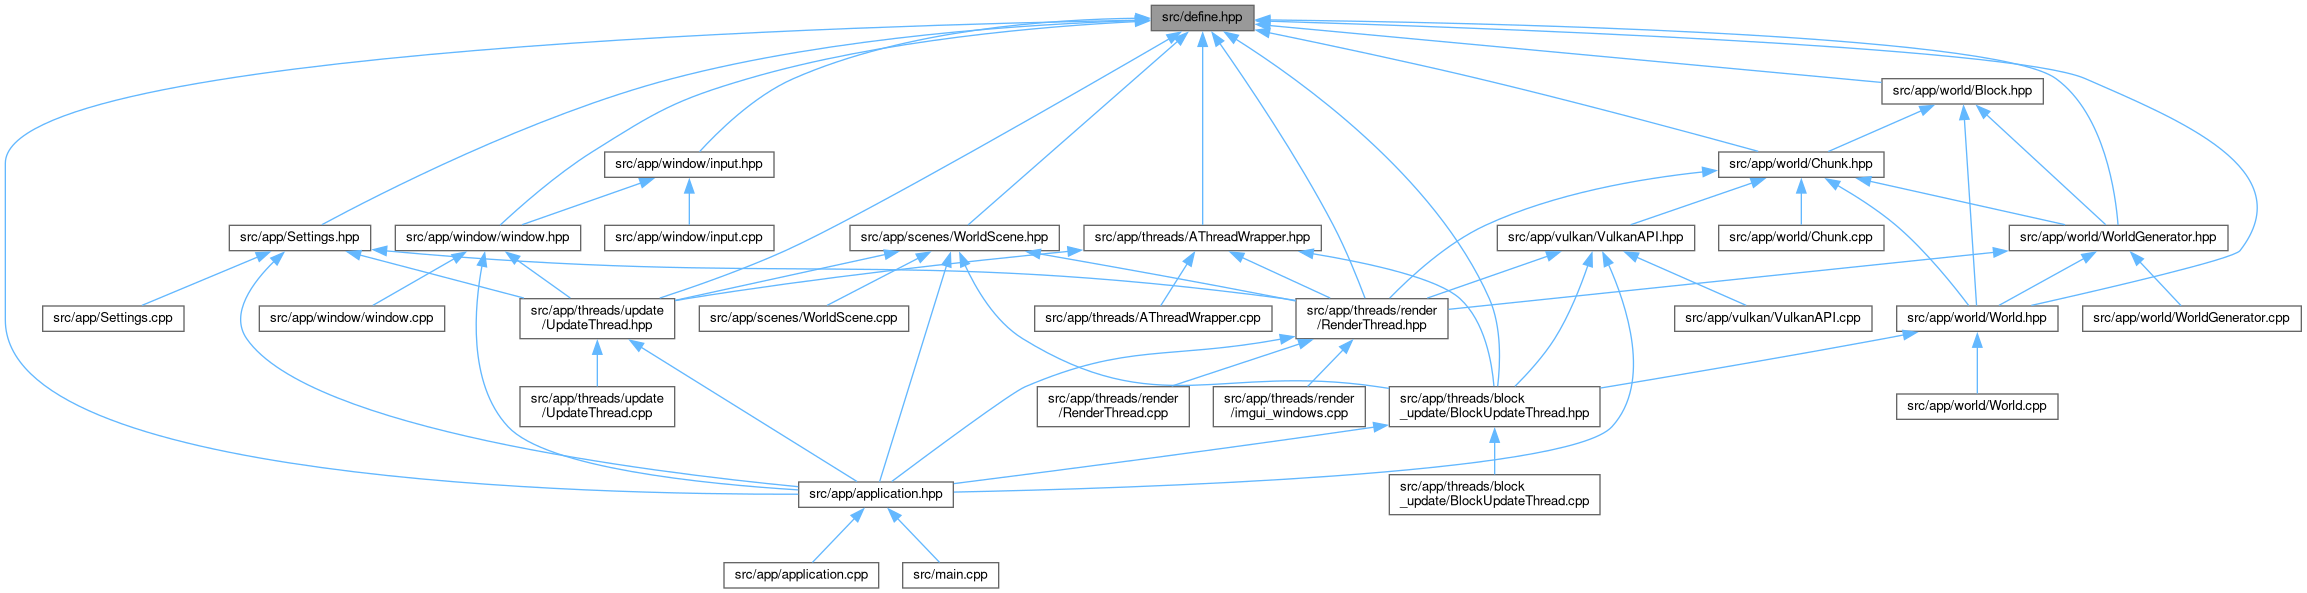 src/define.hpp
src/app/world/Block.hpp
src/app/window/input.hpp
src/app/world/Chunk.hpp
src/app/Settings.hpp
src/app/window/window.hpp
src/app/window/input.cpp
src/app/scenes/WorldScene.hpp
src/app/threads/AThreadWrapper.hpp
src/app/vulkan/VulkanAPI.hpp
src/app/world/Chunk.cpp
src/app/world/WorldGenerator.hpp
src/app/Settings.cpp
src/app/window/window.cpp
src/app/threads/update
/UpdateThread.hpp
src/app/scenes/WorldScene.cpp
src/app/threads/AThreadWrapper.cpp
src/app/threads/render
/RenderThread.hpp
src/app/vulkan/VulkanAPI.cpp
src/app/world/World.hpp
src/app/world/WorldGenerator.cpp
src/app/threads/update
/UpdateThread.cpp
src/app/threads/render
/RenderThread.cpp
src/app/threads/render
/imgui_windows.cpp
src/app/threads/block
_update/BlockUpdateThread.hpp
src/app/world/World.cpp
src/app/application.hpp
src/app/threads/block
_update/BlockUpdateThread.cpp
src/app/application.cpp
src/main.cpp